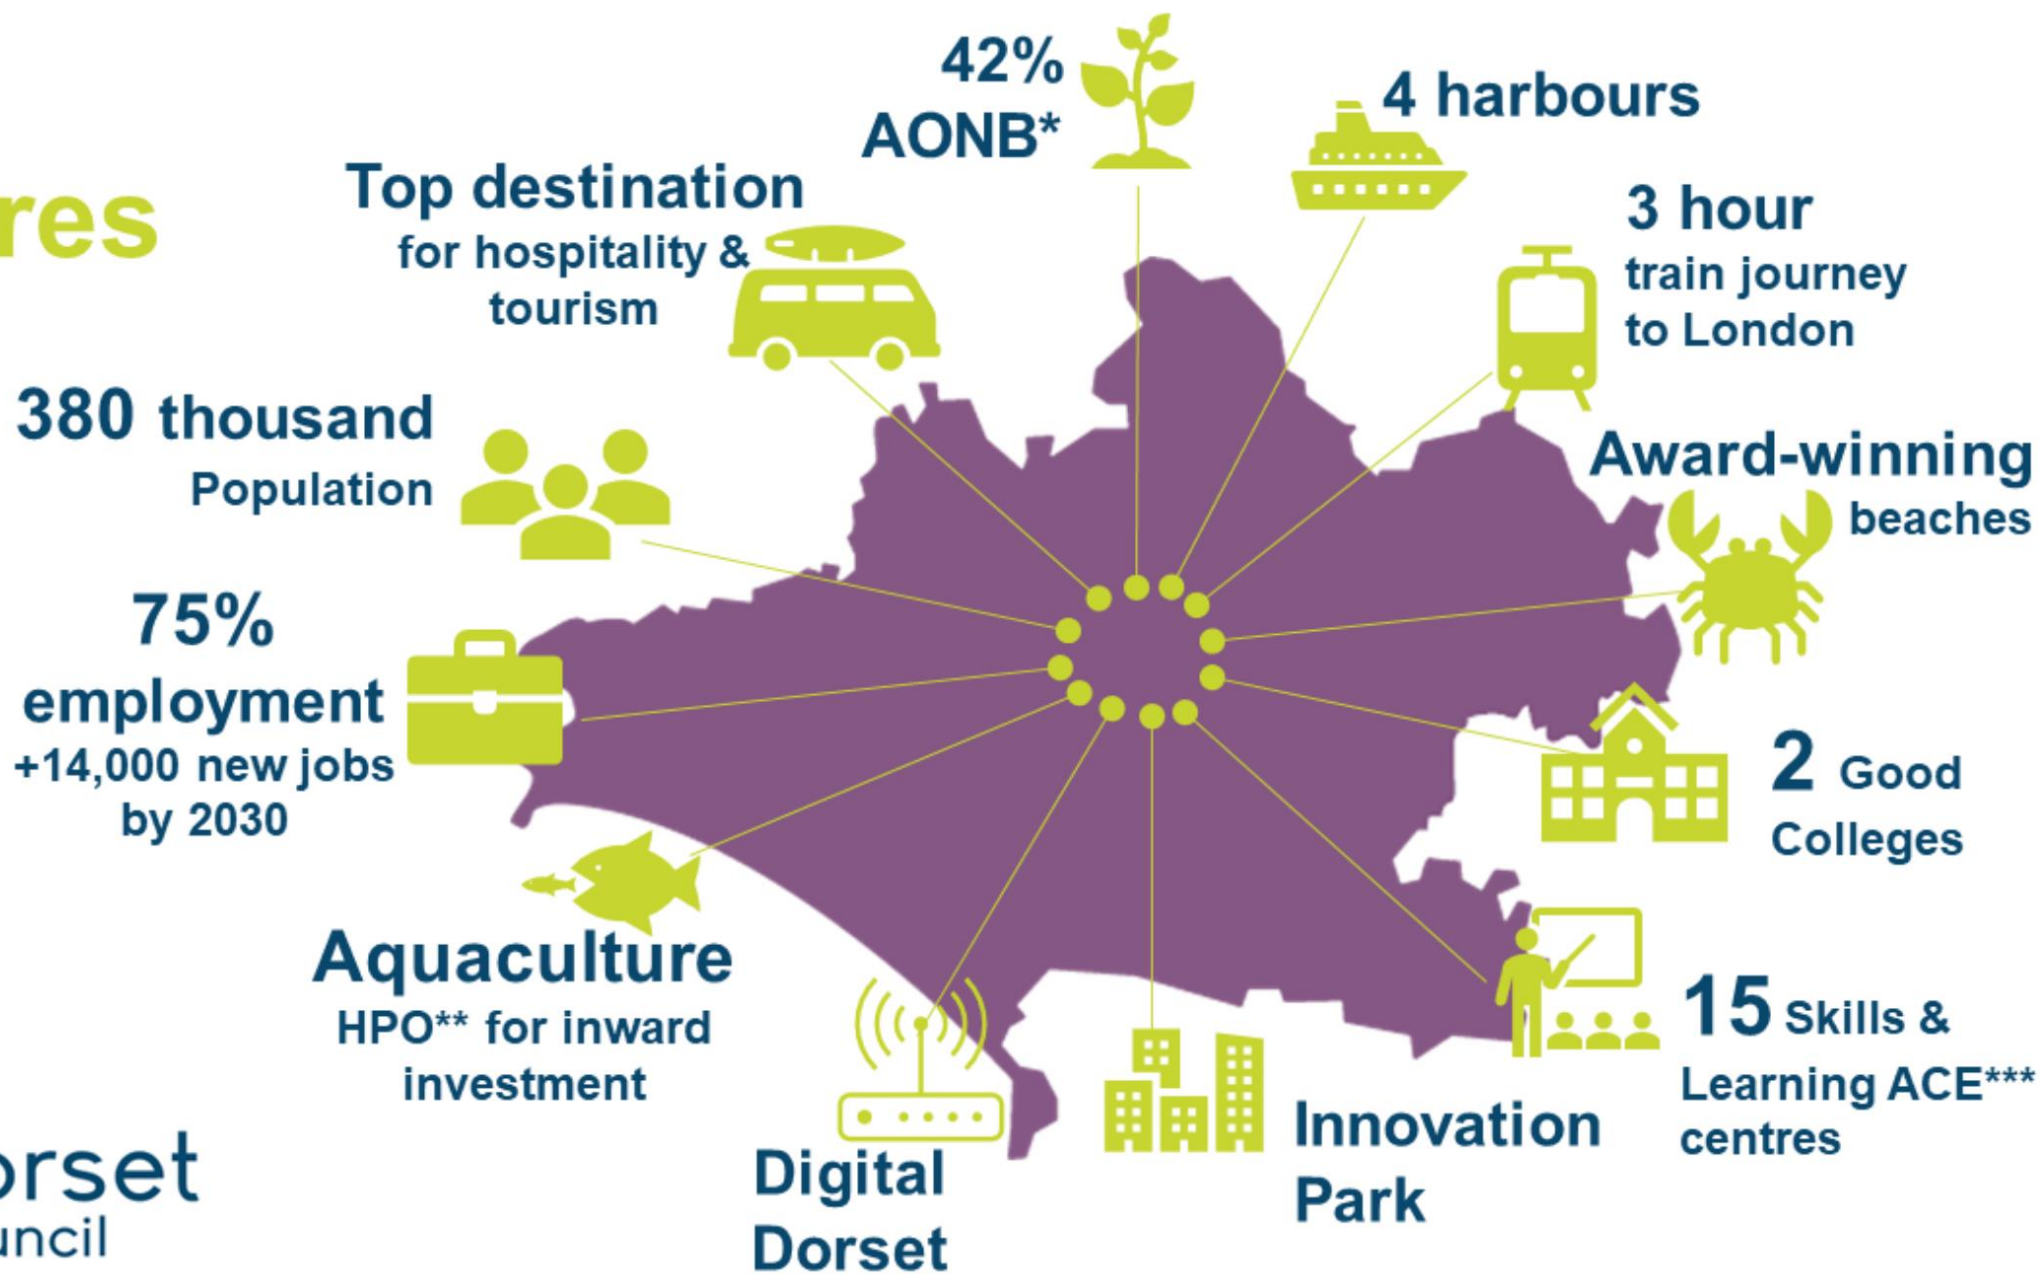 42%
AONB*
4 harbours
Top destination
for hospitality &
tourism
3 hour
train journey
to London
res
380 thousand
Population
Award-winning
beaches
75%
employment
+14,000 new jobs
by 2030
2 Good
Colleges
Aquaculture
HPO** for inward
investment
15 Skills &
Learning ACE***
centres
Innovation
Park
Digital
Dorset
orset
uncil